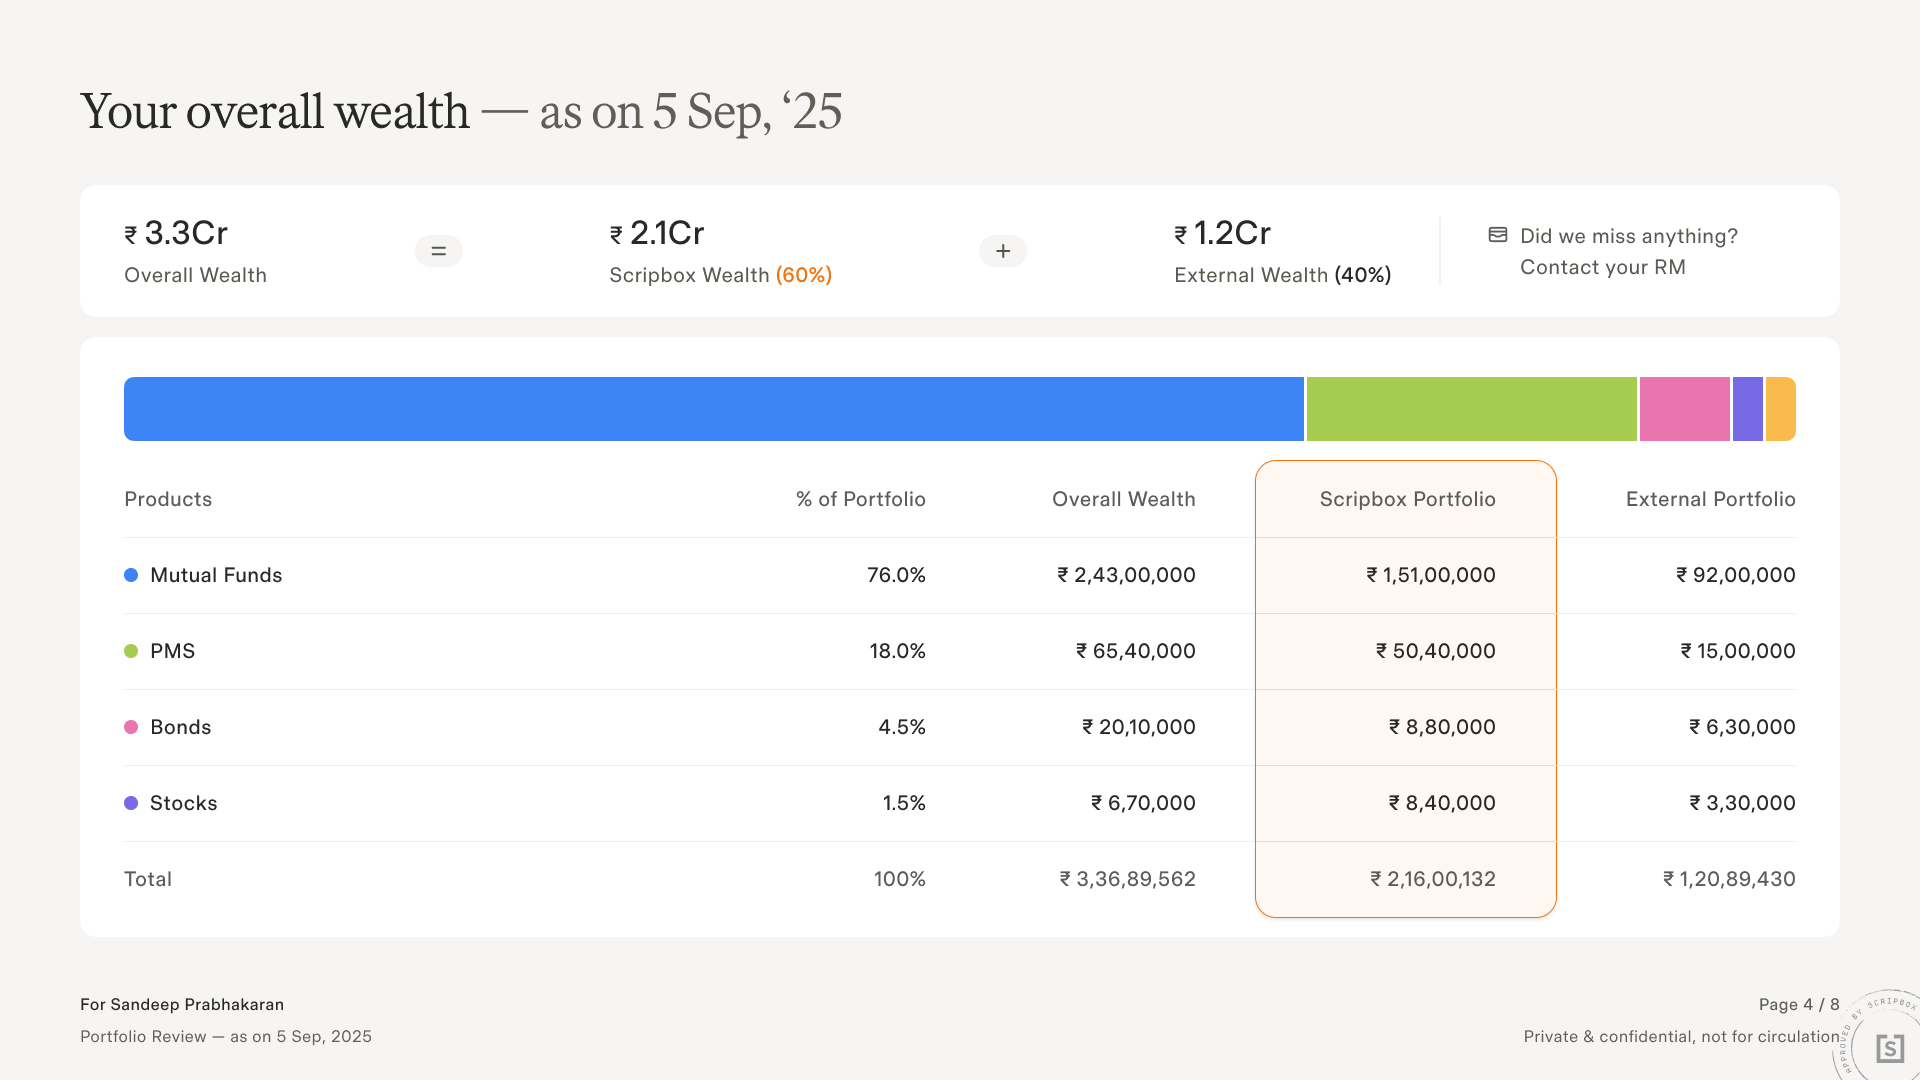 Your overall wealth — as on 5 Sep, ‘25
₹ 3.3Cr
Overall Wealth
=
₹ 2.1Cr
Scripbox Wealth (60%)
+
₹ 1.2Cr
External Wealth (40%)
Did we miss anything?
Contact your RM
Products % of Portfolio Overall Wealth Scripbox Portfolio External Portfolio
Mutual Funds 76.0% ₹ 2,43,00,000 ₹ 1,51,00,000 ₹ 92,00,000
PMS 18.0% ₹ 65,40,000 ₹ 50,40,000 ₹ 15,00,000
Bonds 4.5% ₹ 20,10,000 ₹ 8,80,000 ₹ 6,30,000
Stocks 1.5% ₹ 6,70,000 ₹ 8,40,000 ₹ 3,30,000
Total 100% ₹ 3,36,89,562 ₹ 2,16,00,132 ₹ 1,20,89,430
For Sandeep Prabhakaran
Portfolio Review — as on 5 Sep, 2025
Page 4 / 8
Private & confidential, not for circulation
APPROVED BY SCRIPBOX
[S]